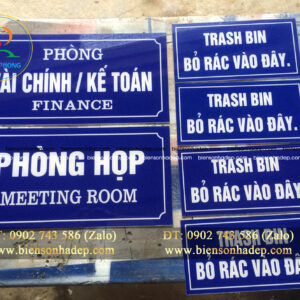 PHÒNG
TÀI CHÍNH / KẾ TOÁN
FINANCE
PHÒNG HỌP
MEETING ROOM
TRASH BIN
BỎ RÁC VÀO ĐÂY.
TRASH BIN
BỎ RÁC VÀO ĐÂY.
TRASH BIN
BỎ RÁC VÀO ĐÂY.
TRASH BIN
BỎ RÁC VÀO ĐÂY.
ĐT: 0902 743 586 (Zalo)
ĐT: 0902 743 586 (Zalo)
www.biensonhadep.com
www.biensonhadep.com